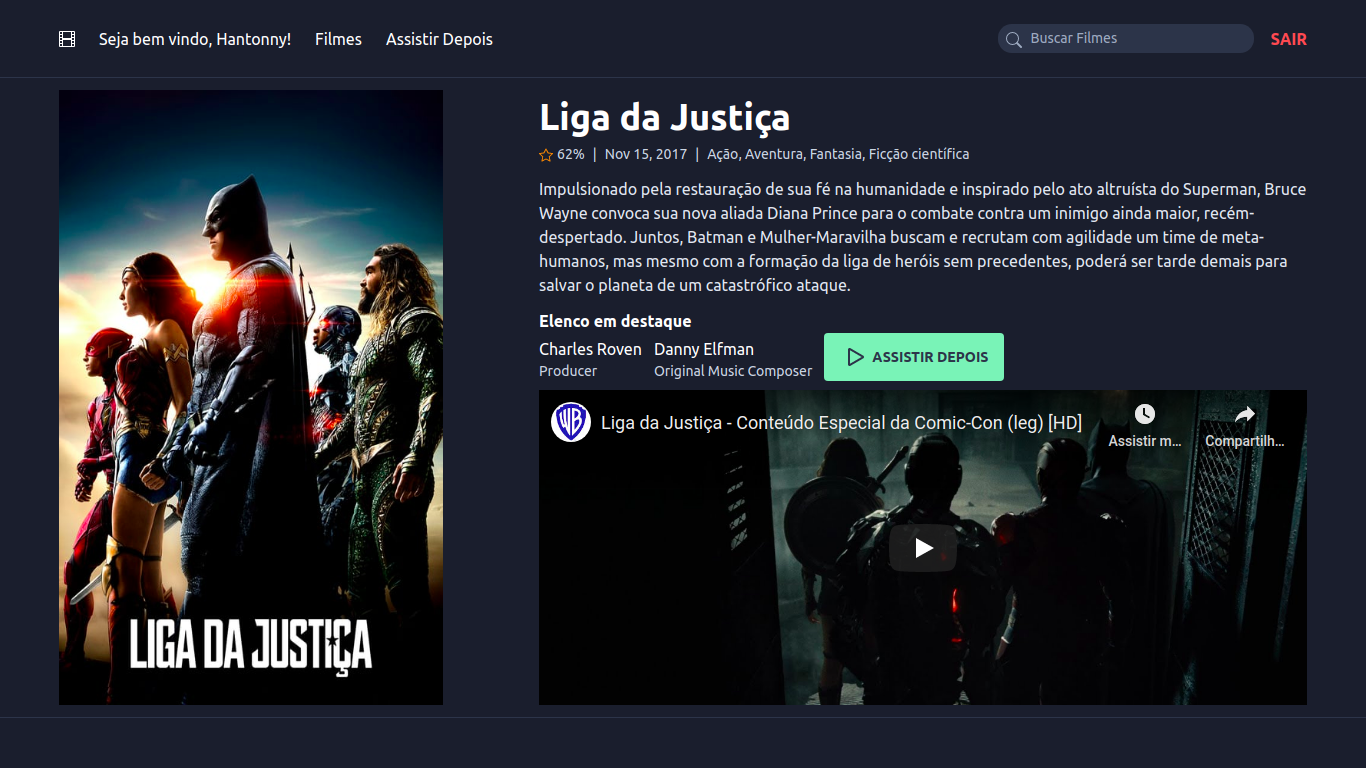 Seja bem vindo, Hantonny! Filmes Assistir Depois Buscar Filmes SAIR
Liga da Justiça
62% | Nov 15, 2017 | Ação, Aventura, Fantasia, Ficção científica
Impulsionado pela restauração de sua fé na humanidade e inspirado pelo ato altruísta do Superman, Bruce
Wayne convoca sua nova aliada Diana Prince para o combate contra um inimigo ainda maior, recém-
despertado. Juntos, Batman e Mulher-Maravilha buscam e recrutam com agilidade um time de meta-
humanos, mas mesmo com a formação da liga de heróis sem precedentes, poderá ser tarde demais para
salvar o planeta de um catastrófico ataque.
Elenco em destaque
Charles Roven Danny Elfman
Producer Original Music Composer
ASSISTIR DEPOIS
WB
Liga da Justiça - Conteúdo Especial da Comic-Con (leg) [HD]
Assistir m... Compartilh...
LIGA DA JUSTIÇA